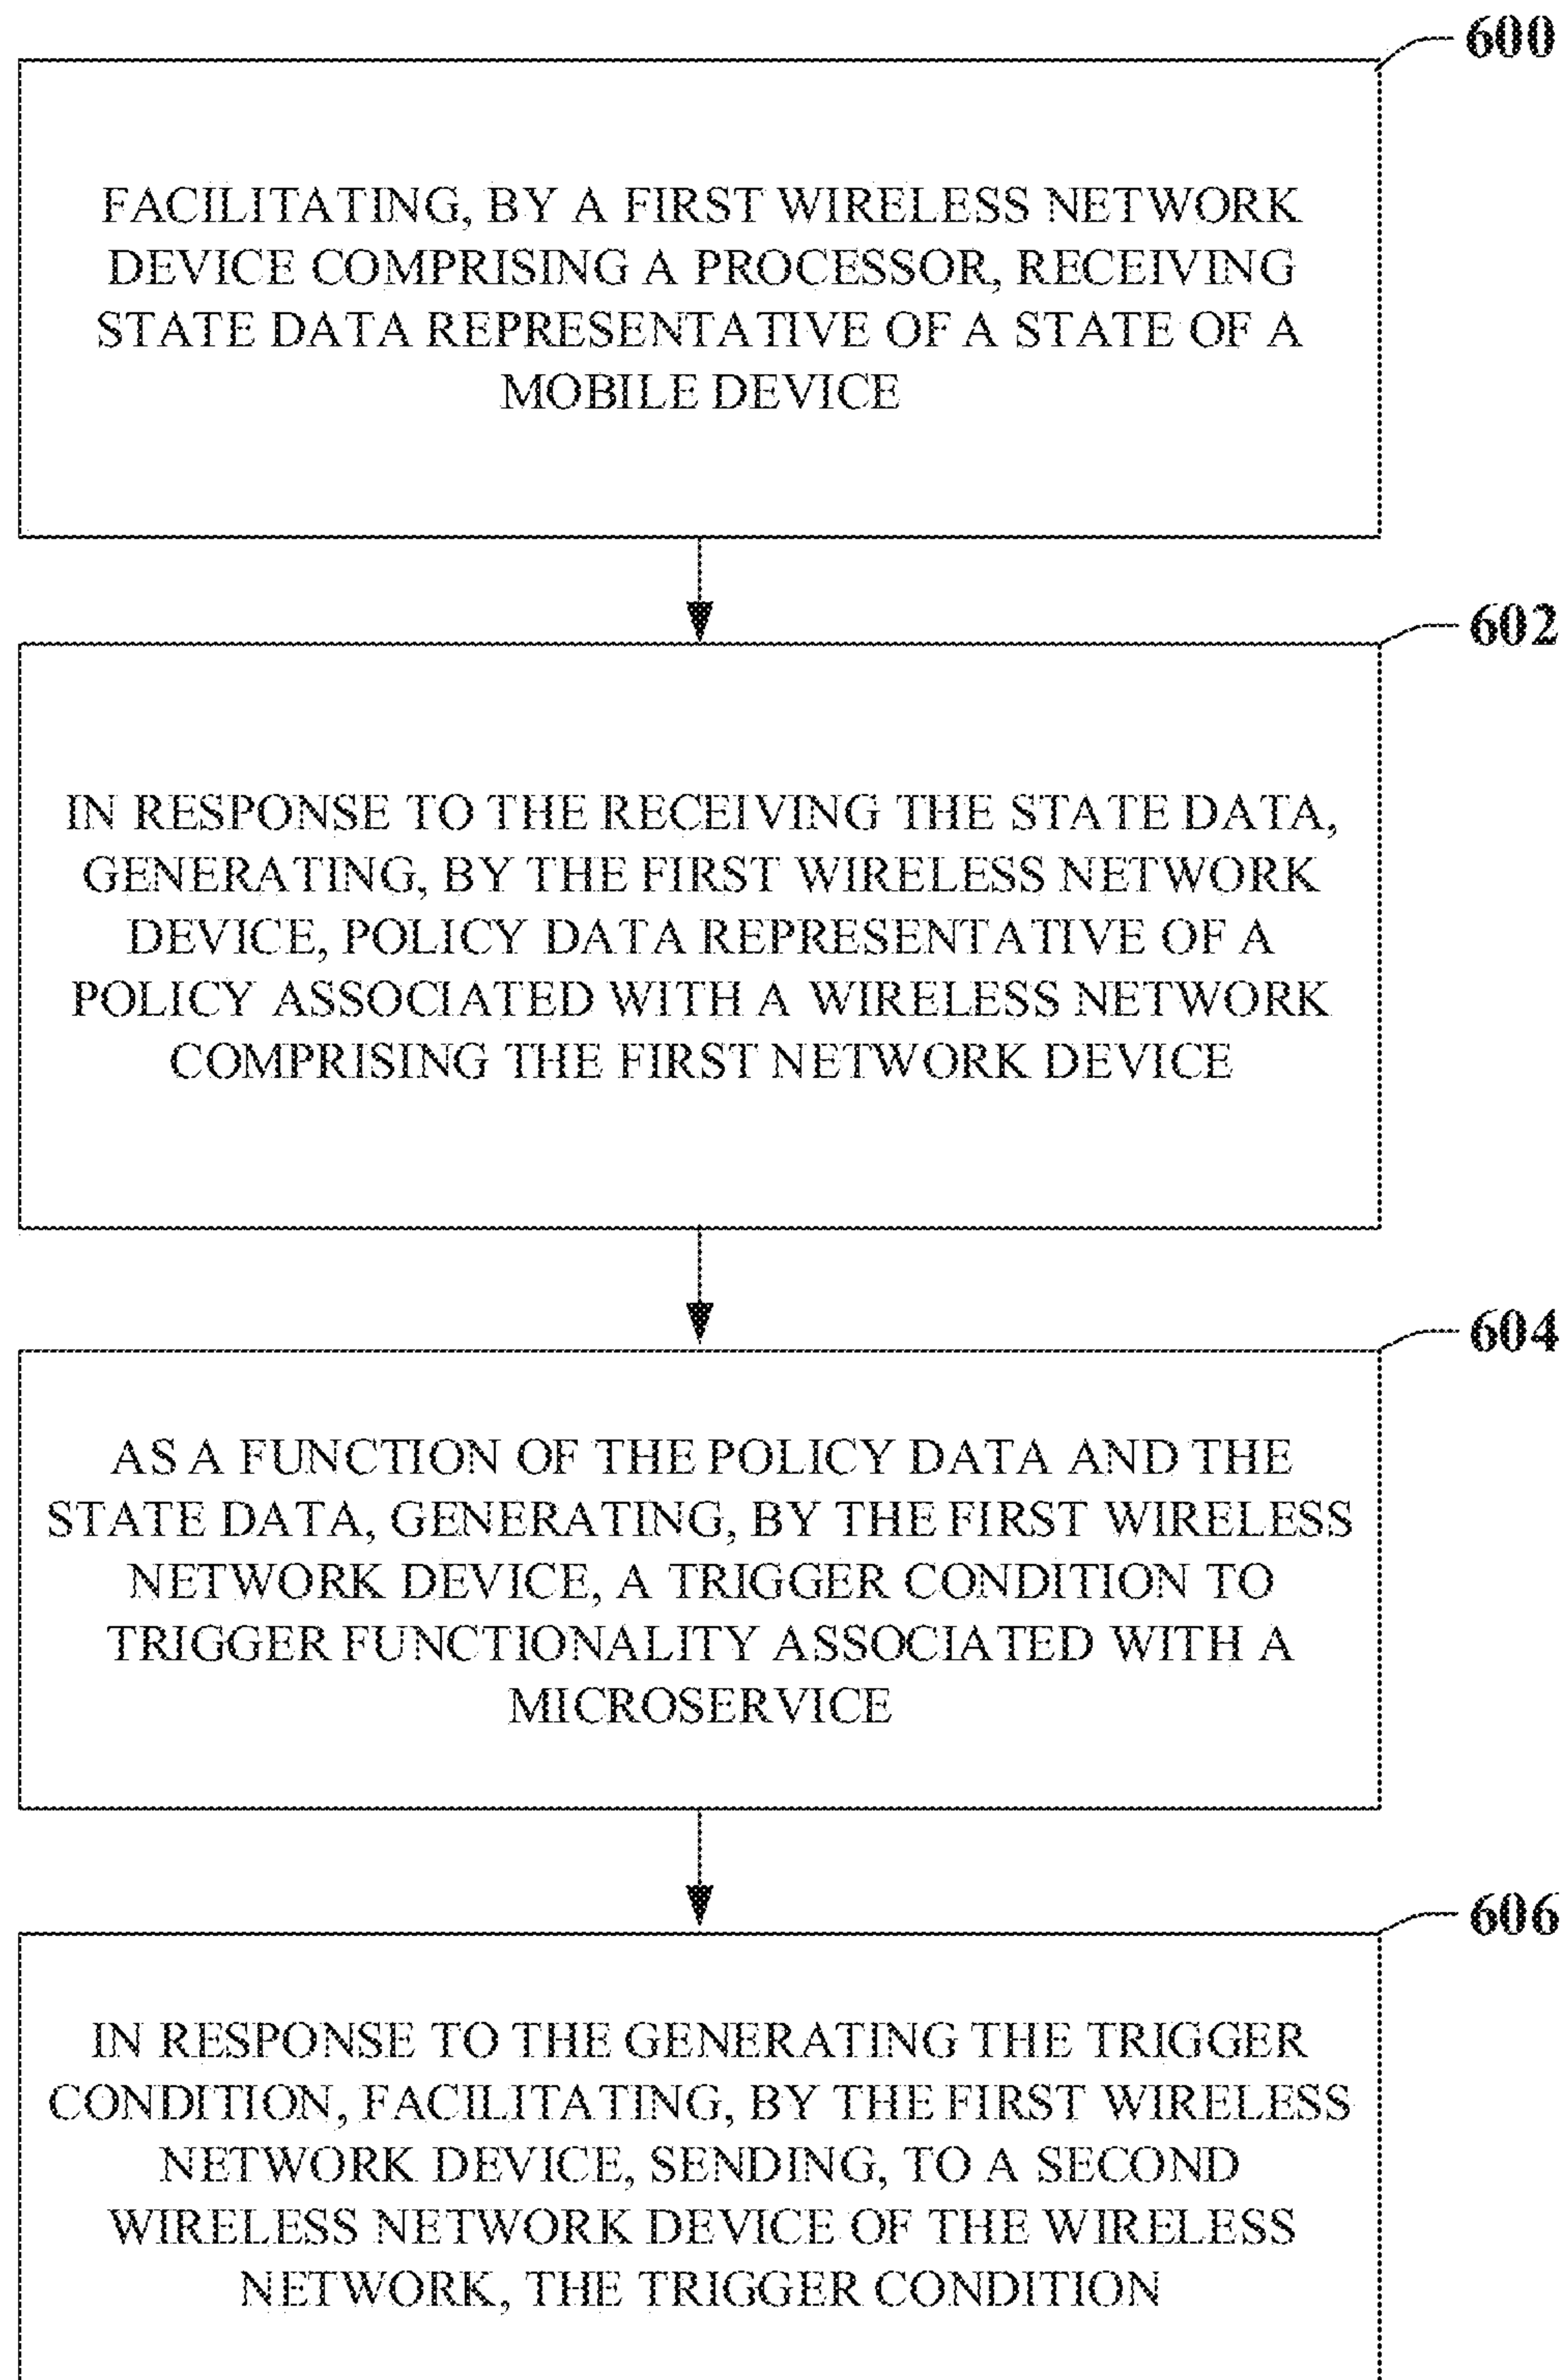 600
FACILITATING, BY A FIRST WIRELESS NETWORK
DEVICE COMPRISING A PROCESSOR, RECEIVING
STATE DATA REPRESENTATIVE OF A STATE OF A
MOBILE DEVICE
602
IN RESPONSE TO THE RECEIVING THE STATE DATA,
GENERATING, BY THE FIRST WIRELESS NETWORK
DEVICE, POLICY DATA REPRESENTATIVE OF A
POLICY ASSOCIATED WITH A WIRELESS NETWORK
COMPRISING THE FIRST NETWORK DEVICE
604
AS A FUNCTION OF THE POLICY DATA AND THE
STATE DATA, GENERATING, BY THE FIRST WIRELESS
NETWORK DEVICE, A TRIGGER CONDITION TO
TRIGGER FUNCTIONALITY ASSOCIATED WITH A
MICROSERVICE
606
IN RESPONSE TO THE GENERATING THE TRIGGER
CONDITION, FACILITATING, BY THE FIRST WIRELESS
NETWORK DEVICE, SENDING, TO A SECOND
WIRELESS NETWORK DEVICE OF THE WIRELESS
NETWORK, THE TRIGGER CONDITION